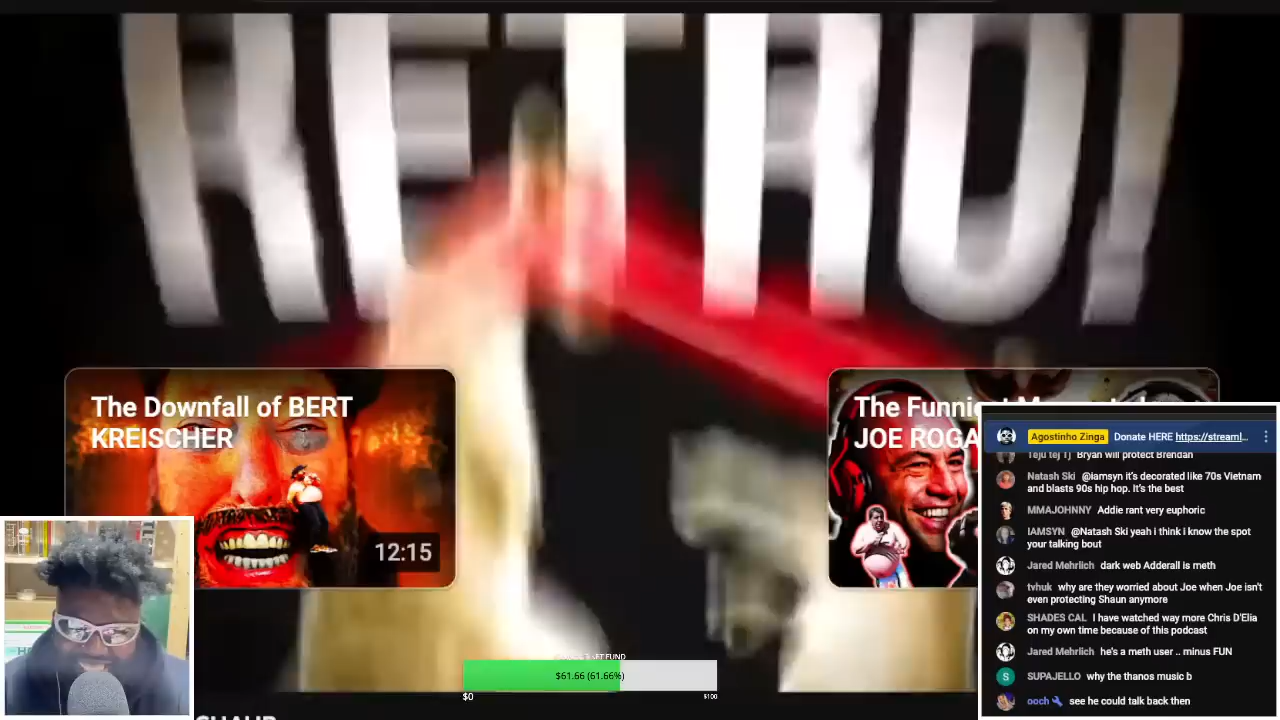 RETRO!
The Downfall of BERT
KREISCHER
12:15
The Funnie
JOE ROGA
Agostinho Zinga Donate HERE https://streaml...
Teju tej Tj Bryan will protect Brendan
Natash Ski @Iamsyn it's decorated like 70s Vietnam
and blasts 90s hip hop. It's the best
MMAJOHNNY Addie rant very euphoric
IAMSYN @Natash Ski yeah i think i know the spot
your talking bout
Jared Mehrlich dark web Adderall is meth
tvhuk why are they worried about Joe when Joe isn't
even protecting Shaun anymore
SHADES CAL I have watched way more Chris D'Elia
on my own time because of this podcast
Jared Mehrlich he's a meth user .. minus FUN
S SUPAJELLO why the thanos music b
ooch see he could talk back then
FUND
$61.66 (61.66%)
$0 $100
SCHAUB